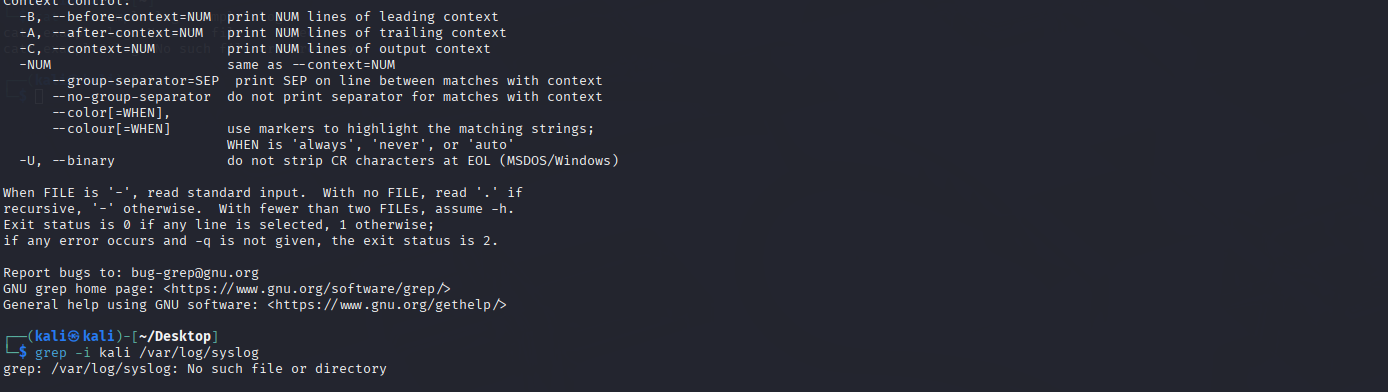 Context control:
  -B, --before-context=NUM  print NUM lines of leading context
  -A, --after-context=NUM   print NUM lines of trailing context
  -C, --context=NUM         print NUM lines of output context
  -NUM                      same as --context=NUM
      --group-separator=SEP  print SEP on line between matches with context
      --no-group-separator  do not print separator for matches with context
      --color[=WHEN],
      --colour[=WHEN]       use markers to highlight the matching strings;
                            WHEN is 'always', 'never', or 'auto'
  -U, --binary              do not strip CR characters at EOL (MSDOS/Windows)

When FILE is '-', read standard input.  With no FILE, read '.' if
recursive, '-' otherwise.  With fewer than two FILEs, assume -h.
Exit status is 0 if any line is selected, 1 otherwise;
if any error occurs and -q is not given, the exit status is 2.

Report bugs to: bug-grep@gnu.org
GNU grep home page: <https://www.gnu.org/software/grep/>
General help using GNU software: <https://www.gnu.org/gethelp/>

┌──(kali㉿kali)-[~/Desktop]
└─$ grep -i kali /var/log/syslog
grep: /var/log/syslog: No such file or directory